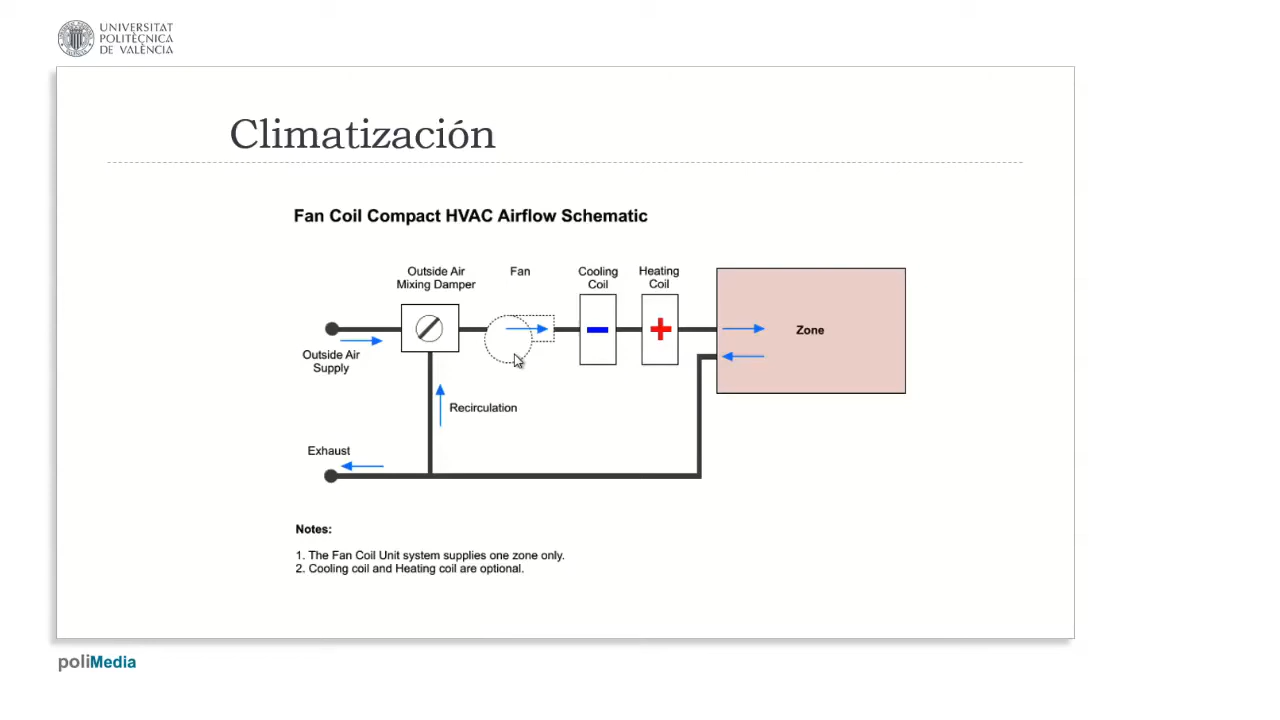 UNIVERSITAT
POLITÈCNICA
DE VALÈNCIA
Climatización
Fan Coil Compact HVAC Airflow Schematic
Outside Air
Mixing Damper
Fan
Cooling
Coil
Heating
Coil
Zone
Outside Air
Supply
Recirculation
Exhaust
Notes:
1. The Fan Coil Unit system supplies one zone only.
2. Cooling coil and Heating coil are optional.
poliMedia